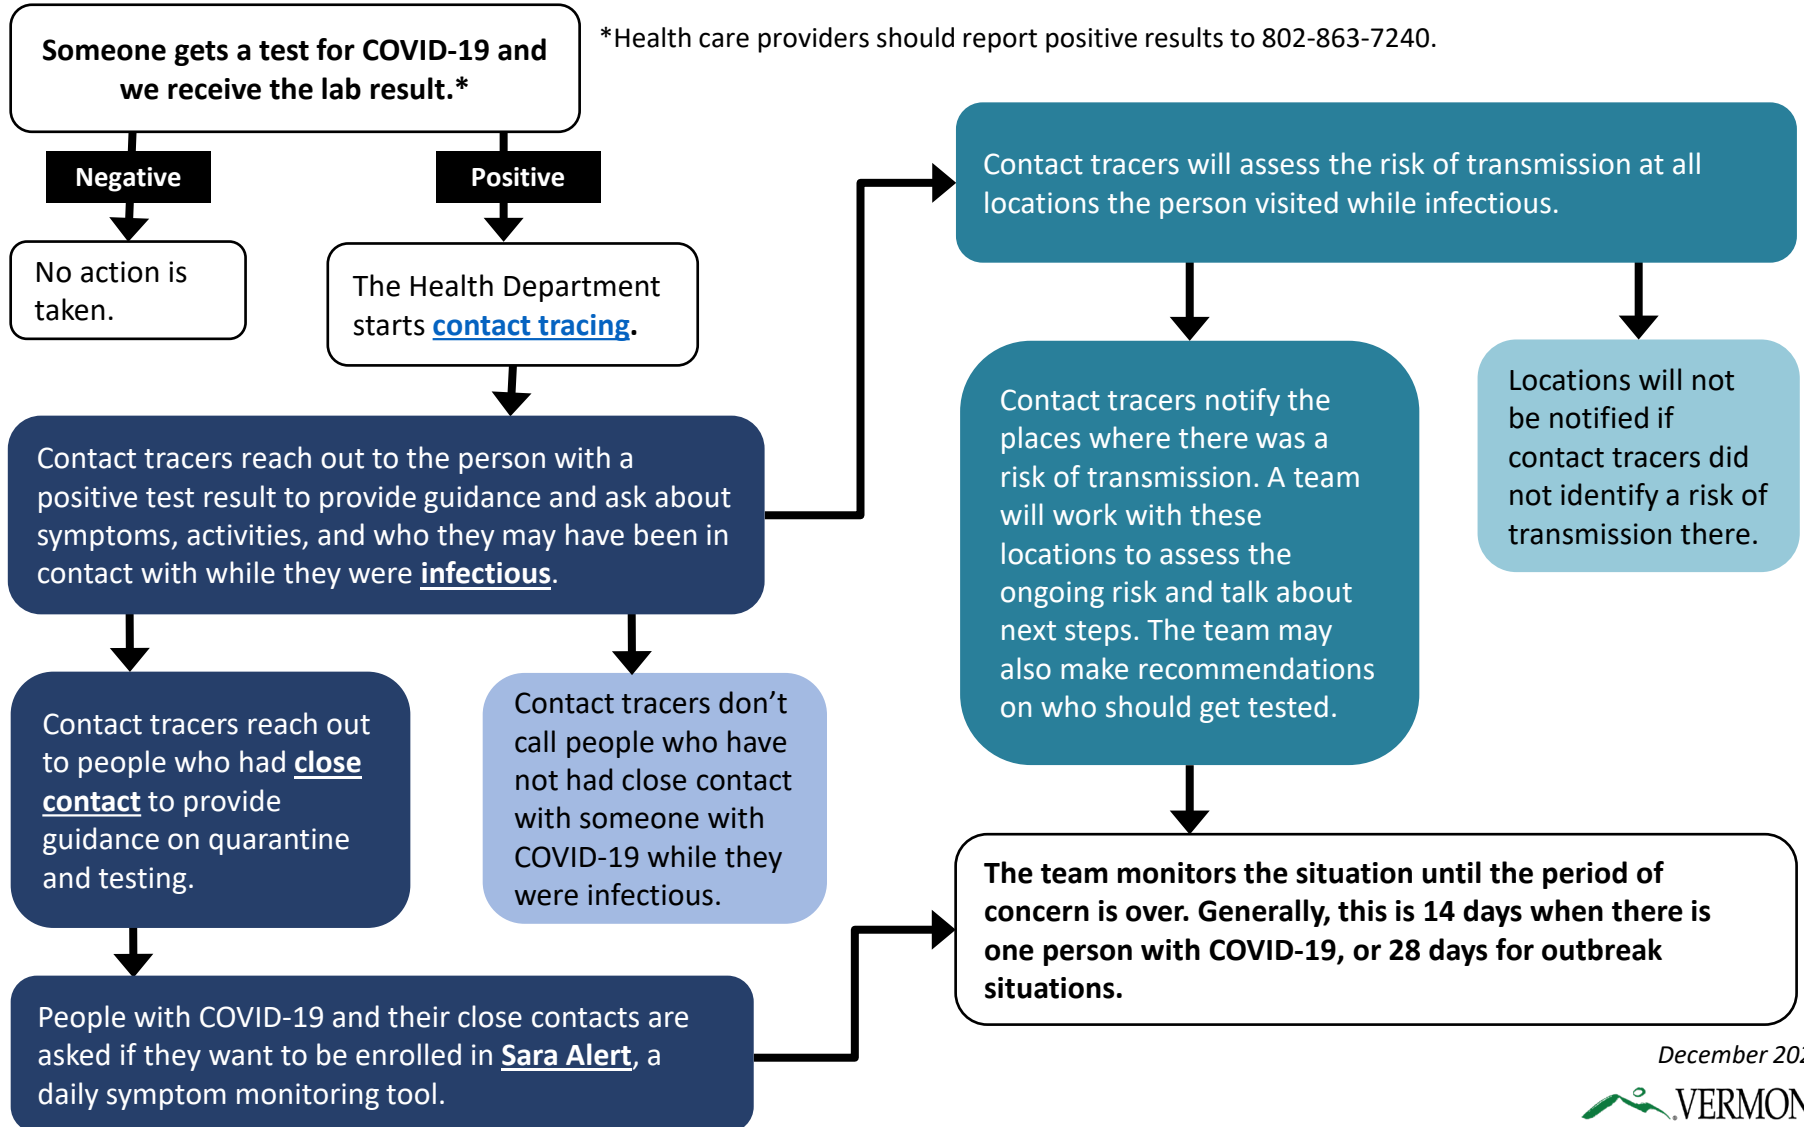 Someone gets a test for COVID-19 and
we receive the lab result.*
*Health care providers should report positive results to 802-863-7240.
Negative
Positive
No action is
taken.
The Health Department
starts contact tracing.
Contact tracers reach out to the person with a
positive test result to provide guidance and ask about
symptoms, activities, and who they may have been in
contact with while they were infectious.
Contact tracers reach out
to people who had close
contact to provide
guidance on quarantine
and testing.
Contact tracers don’t
call people who have
not had close contact
with someone with
COVID-19 while they
were infectious.
People with COVID-19 and their close contacts are
asked if they want to be enrolled in Sara Alert, a
daily symptom monitoring tool.
Contact tracers will assess the risk of transmission at all
locations the person visited while infectious.
Contact tracers notify the
places where there was a
risk of transmission. A team
will work with these
locations to assess the
ongoing risk and talk about
next steps. The team may
also make recommendations
on who should get tested.
Locations will not
be notified if
contact tracers did
not identify a risk of
transmission there.
The team monitors the situation until the period of
concern is over. Generally, this is 14 days when there is
one person with COVID-19, or 28 days for outbreak
situations.
December